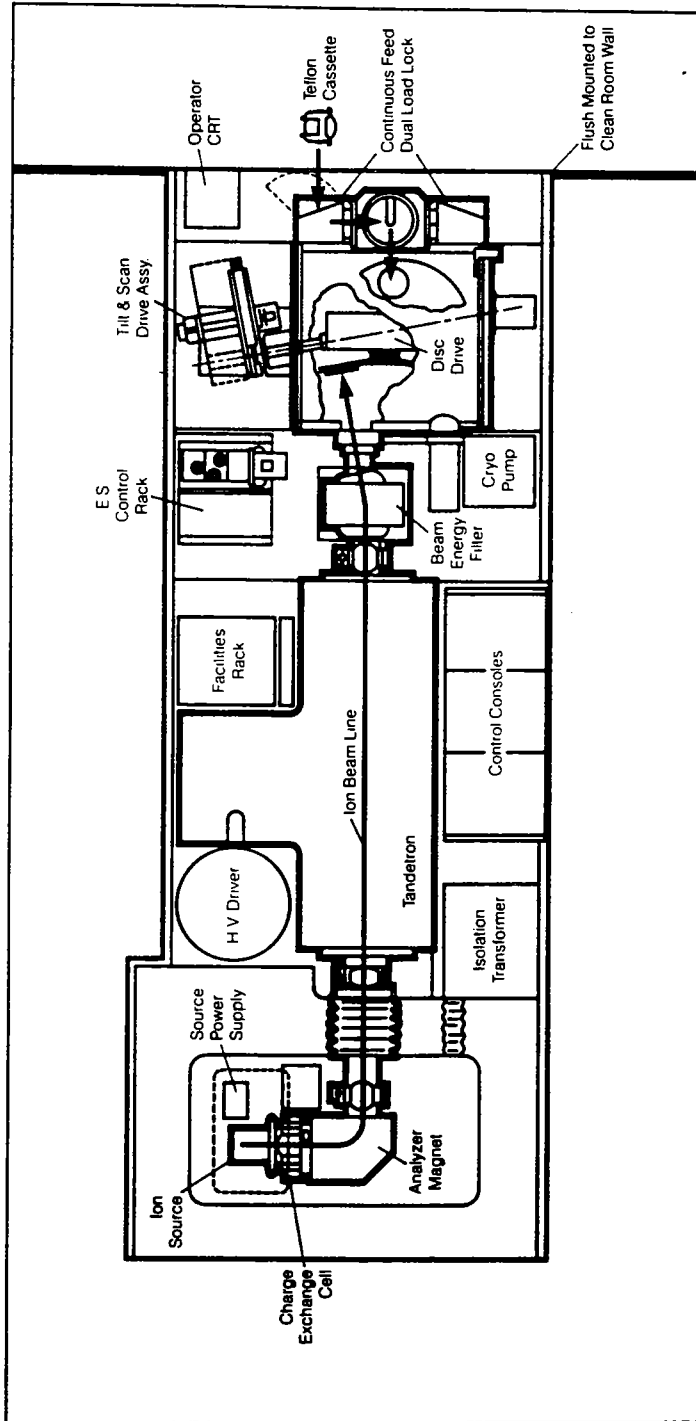 Ion
Source
Source
Power
Supply
Charge
Exchange
Cell
Analyzer
Magnet
H V Driver
Isolation
Transformer
Tandetron
Ion Beam Line
Facilities
Rack
Control Consoles
E S
Control
Rack
Beam
Energy
Filter
Cryo
Pump
Tilt & Scan
Drive Assy.
Disc
Drive
Operator
CRT
Teflon
Cassette
Continuous Feed
Dual Load Lock
Flush Mounted to
Clean Room Wall